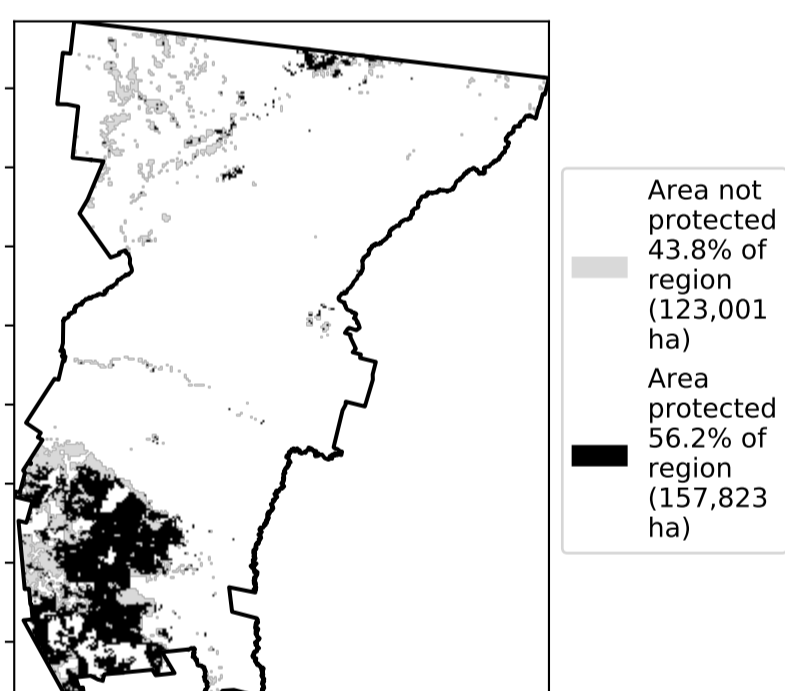 Area not
protected
43.8% of
region
(123,001
ha)
Area
protected
56.2% of
region
(157,823
ha)